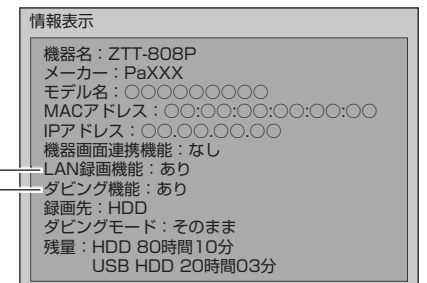 情報表示
機器名：ZTT-808P
メーカー：PaXXX
モデル名：○○○○○○○○○
MACアドレス：○○:○○:○○:○○:○○:○○
IPアドレス：○○.○○.○○.○○
機器画面連携機能：なし
LAN録画機能：あり
ダビング機能：あり
録画先：HDD
ダビングモード：そのまま
残量：HDD 80時間10分
USB HDD 20時間03分